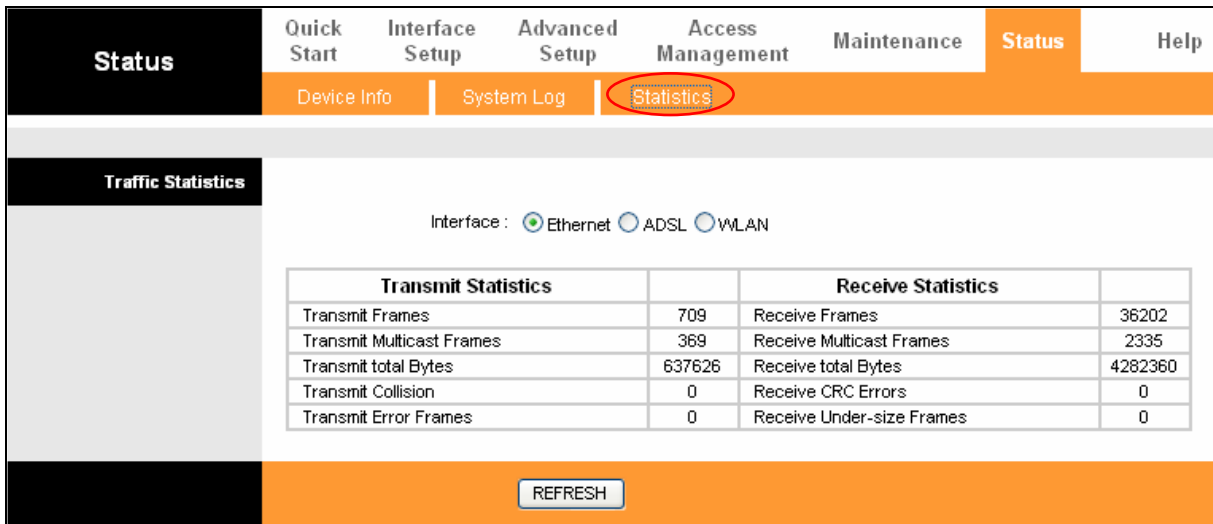 Status
Quick Start
Interface Setup
Advanced Setup
Access Management
Maintenance
Status
Help
Device Info
System Log
Statistics
Traffic Statistics
Interface : Ethernet ADSL WLAN
Transmit Statistics Receive Statistics
Transmit Frames 709 Receive Frames 36202
Transmit Multicast Frames 369 Receive Multicast Frames 2335
Transmit total Bytes 637626 Receive total Bytes 4282360
Transmit Collision 0 Receive CRC Errors 0
Transmit Error Frames 0 Receive Under-size Frames 0
REFRESH